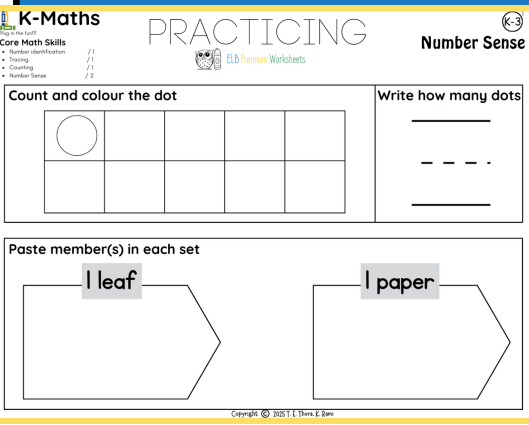 K-Maths
Plug in the fun!!!
Core Math Skills
• Number identification / 1
• Tracing / 1
• Counting / 1
• Number Sense / 2
PRACTICING
ELB Premium Worksheets
K-3
Number Sense
Count and colour the dot
Write how many dots
Paste member(s) in each set
1 leaf
1 paper
Copyright © 2025 T. E. Thora. K. Rami